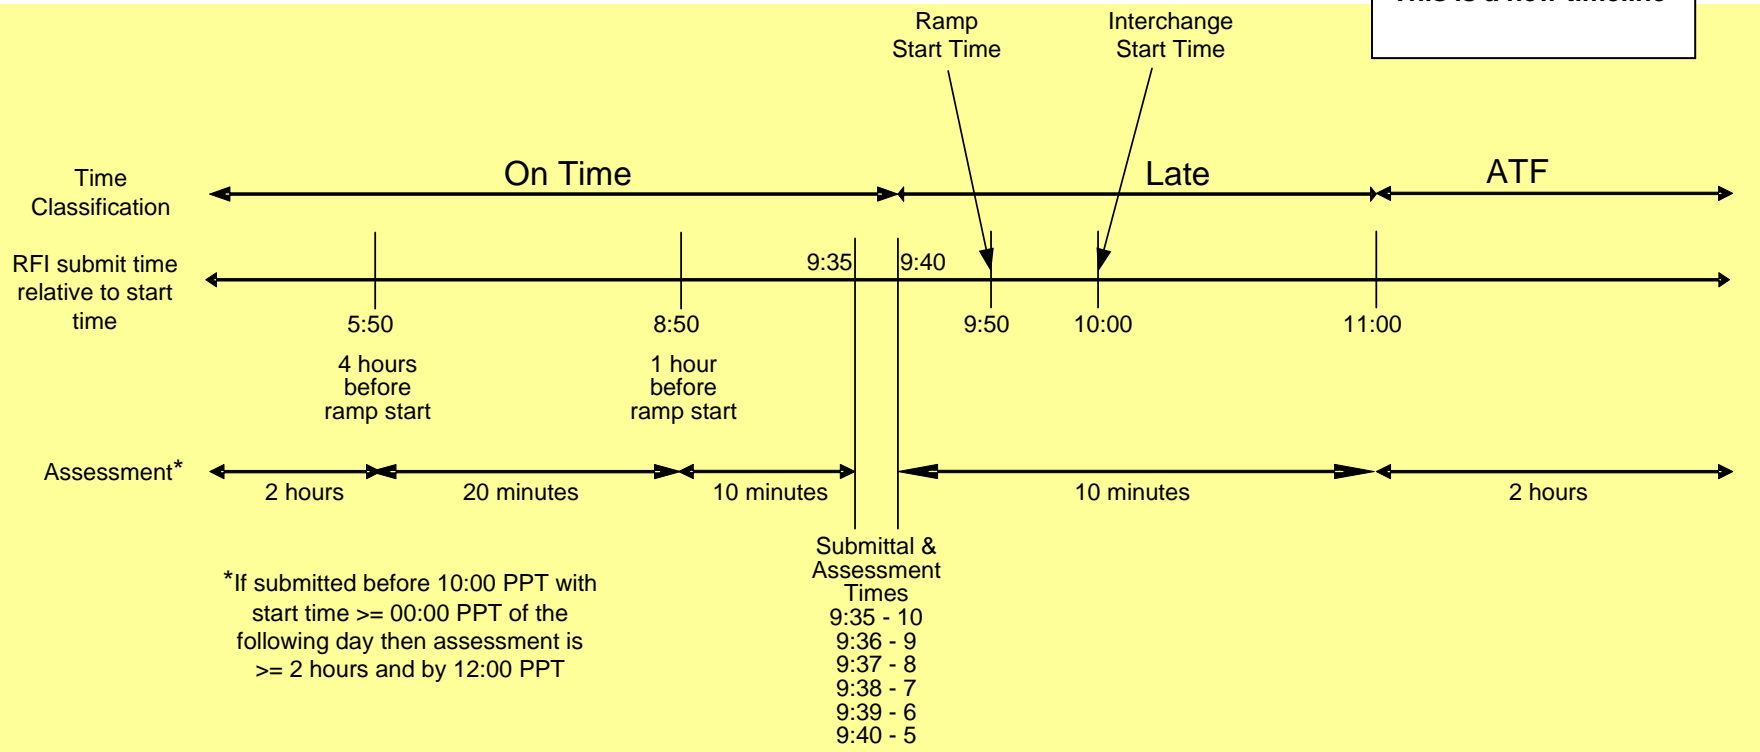 This is a new timeline
Ramp
Start Time
Interchange
Start Time
Time
Classification
On Time
Late
ATF
RFI submit time
relative to start
time
9:35
9:40
5:50
8:50
9:50
10:00
11:00
4 hours
before
ramp start
1 hour
before
ramp start
Assessment*
2 hours
20 minutes
10 minutes
10 minutes
2 hours
*If submitted before 10:00 PPT with
start time >= 00:00 PPT of the
following day then assessment is
>= 2 hours and by 12:00 PPT
Submittal &
Assessment
Times
9:35 - 10
9:36 - 9
9:37 - 8
9:38 - 7
9:39 - 6
9:40 - 5